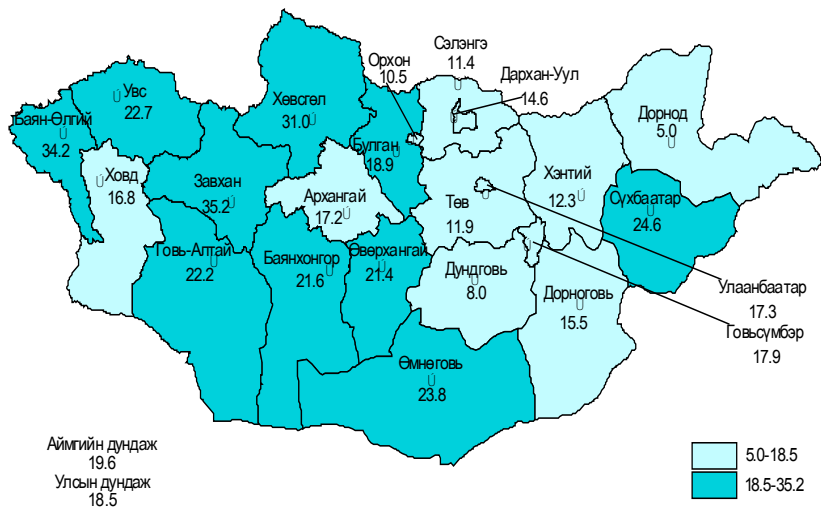 Сэлэнгэ
11.4
Орхон
10.5
Дархан-Уул
14.6
Увс
22.7
Хөвсгөл
31.0
Дорнод
5.0
Баян-Өлгий
34.2
Булган
18.9
Ховд
16.8
Завхан
35.2
Архангай
17.2
Төв
11.9
Хэнтий
12.3
Сүхбаатар
24.6
Говь-Алтай
22.2
Баянхонгор
21.6
Өвөрхангай
21.4
Дундговь
8.0
Дорноговь
15.5
Улаанбаатар
17.3
Говьсүмбэр
17.9
Өмнөговь
23.8
Аймгийн дундаж
19.6
Улсын дундаж
18.5
5.0-18.5
18.5-35.2